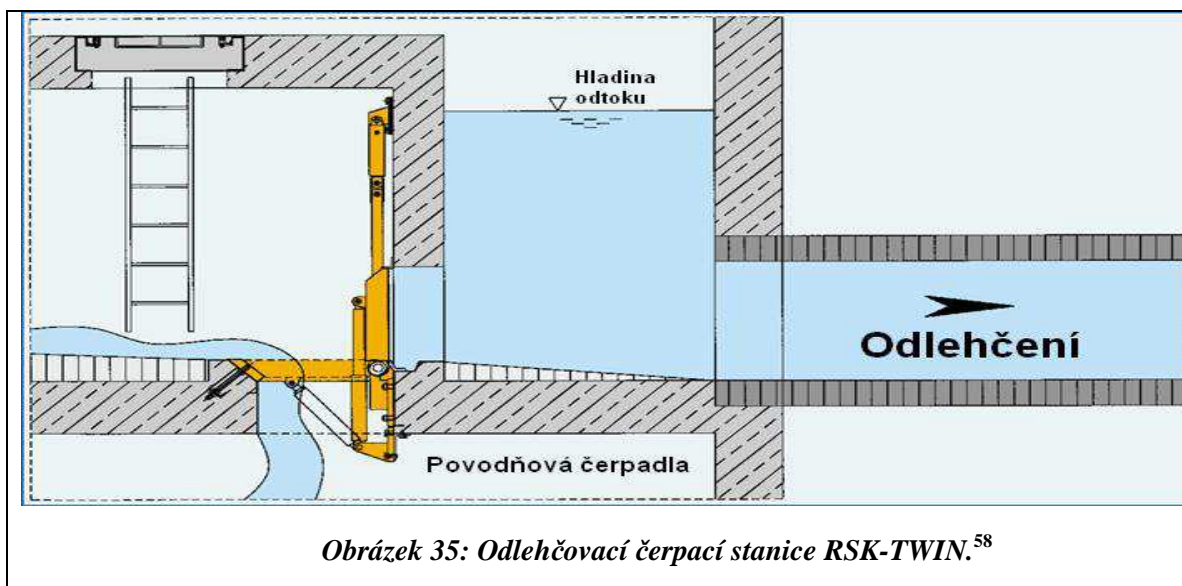 Hladina
odtoku
Odlehčení
Povodňová čerpadla
Obrázek 35: Odlehčovací čerpací stanice RSK-TWIN.58